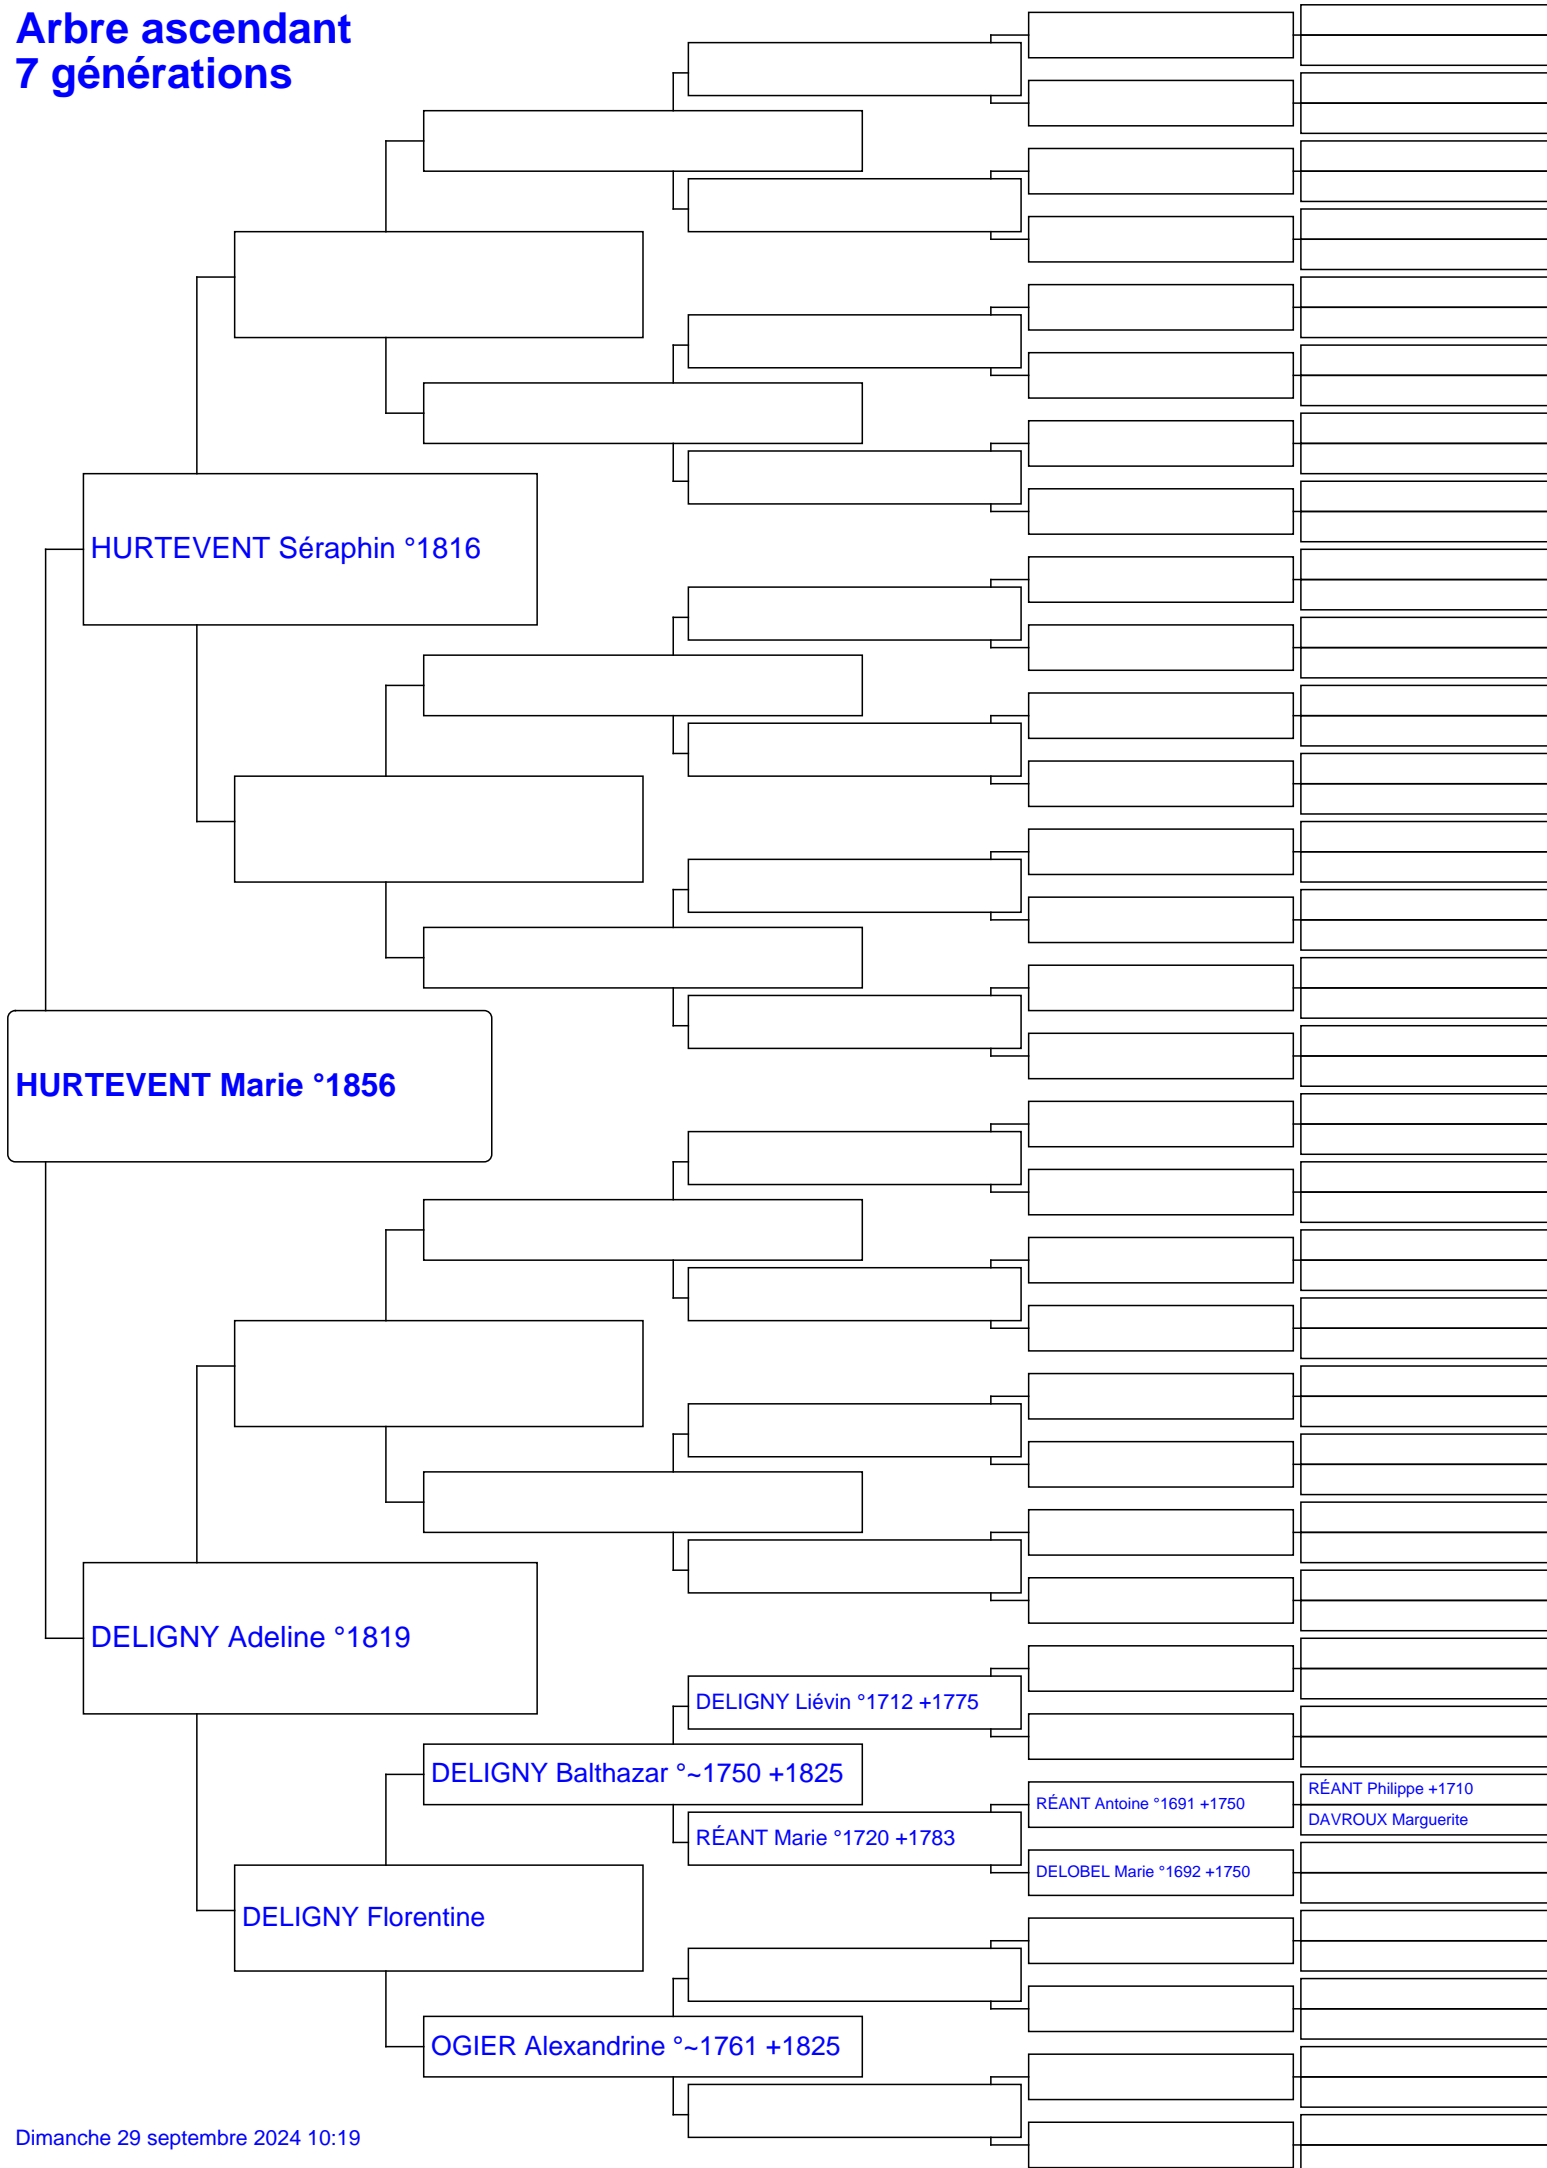 Arbre ascendant
7 générations
HURTEVENT Séraphin °1816
HURTEVENT Marie °1856
DELIGNY Adeline °1819
DELIGNY Liévin °1712 +1775
DELIGNY Balthazar °~1750 +1825
RÉANT Philippe +1710
RÉANT Antoine °1691 +1750
DAVROUX Marguerite
RÉANT Marie °1720 +1783
DELOBEL Marie °1692 +1750
DELIGNY Florentine
OGIER Alexandrine °~1761 +1825
Dimanche 29 septembre 2024 10:19